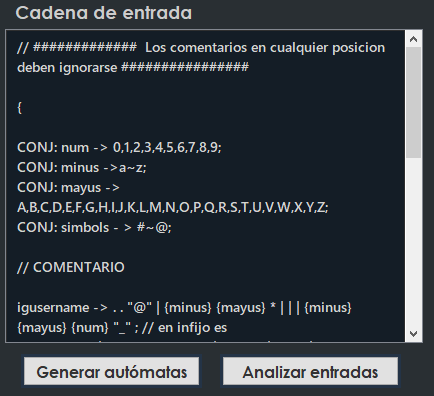 Cadena de entrada
// ############# Los comentarios en cualquier posicion
deben ignorarse ################
{
CONJ: num -> 0,1,2,3,4,5,6,7,8,9;
CONJ: minus ->a~z;
CONJ: mayus ->
A,B,C,D,E,F,G,H,I,J,K,L,M,N,O,P,Q,R,S,T,U,V,W,X,Y,Z;
CONJ: simbols - > #~@;
// COMENTARIO
igusername -> . . "@" | {minus} {mayus} * | | | {minus}
{mayus} {num} "_" ; // en infijo es
Generar autómatas
Analizar entradas